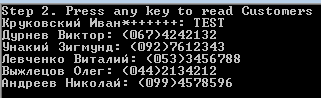 Step 2. Press any key to read Customers
Круковский Иван*+++++++: TEST
Дурнев Виктор: (067)4242132
Унакий Зигмунд: (092)7612343
Левченко Виталий: (053)3456788
Выжлецов Олег: (044)2134212
Андреев Николай: (099)4578596